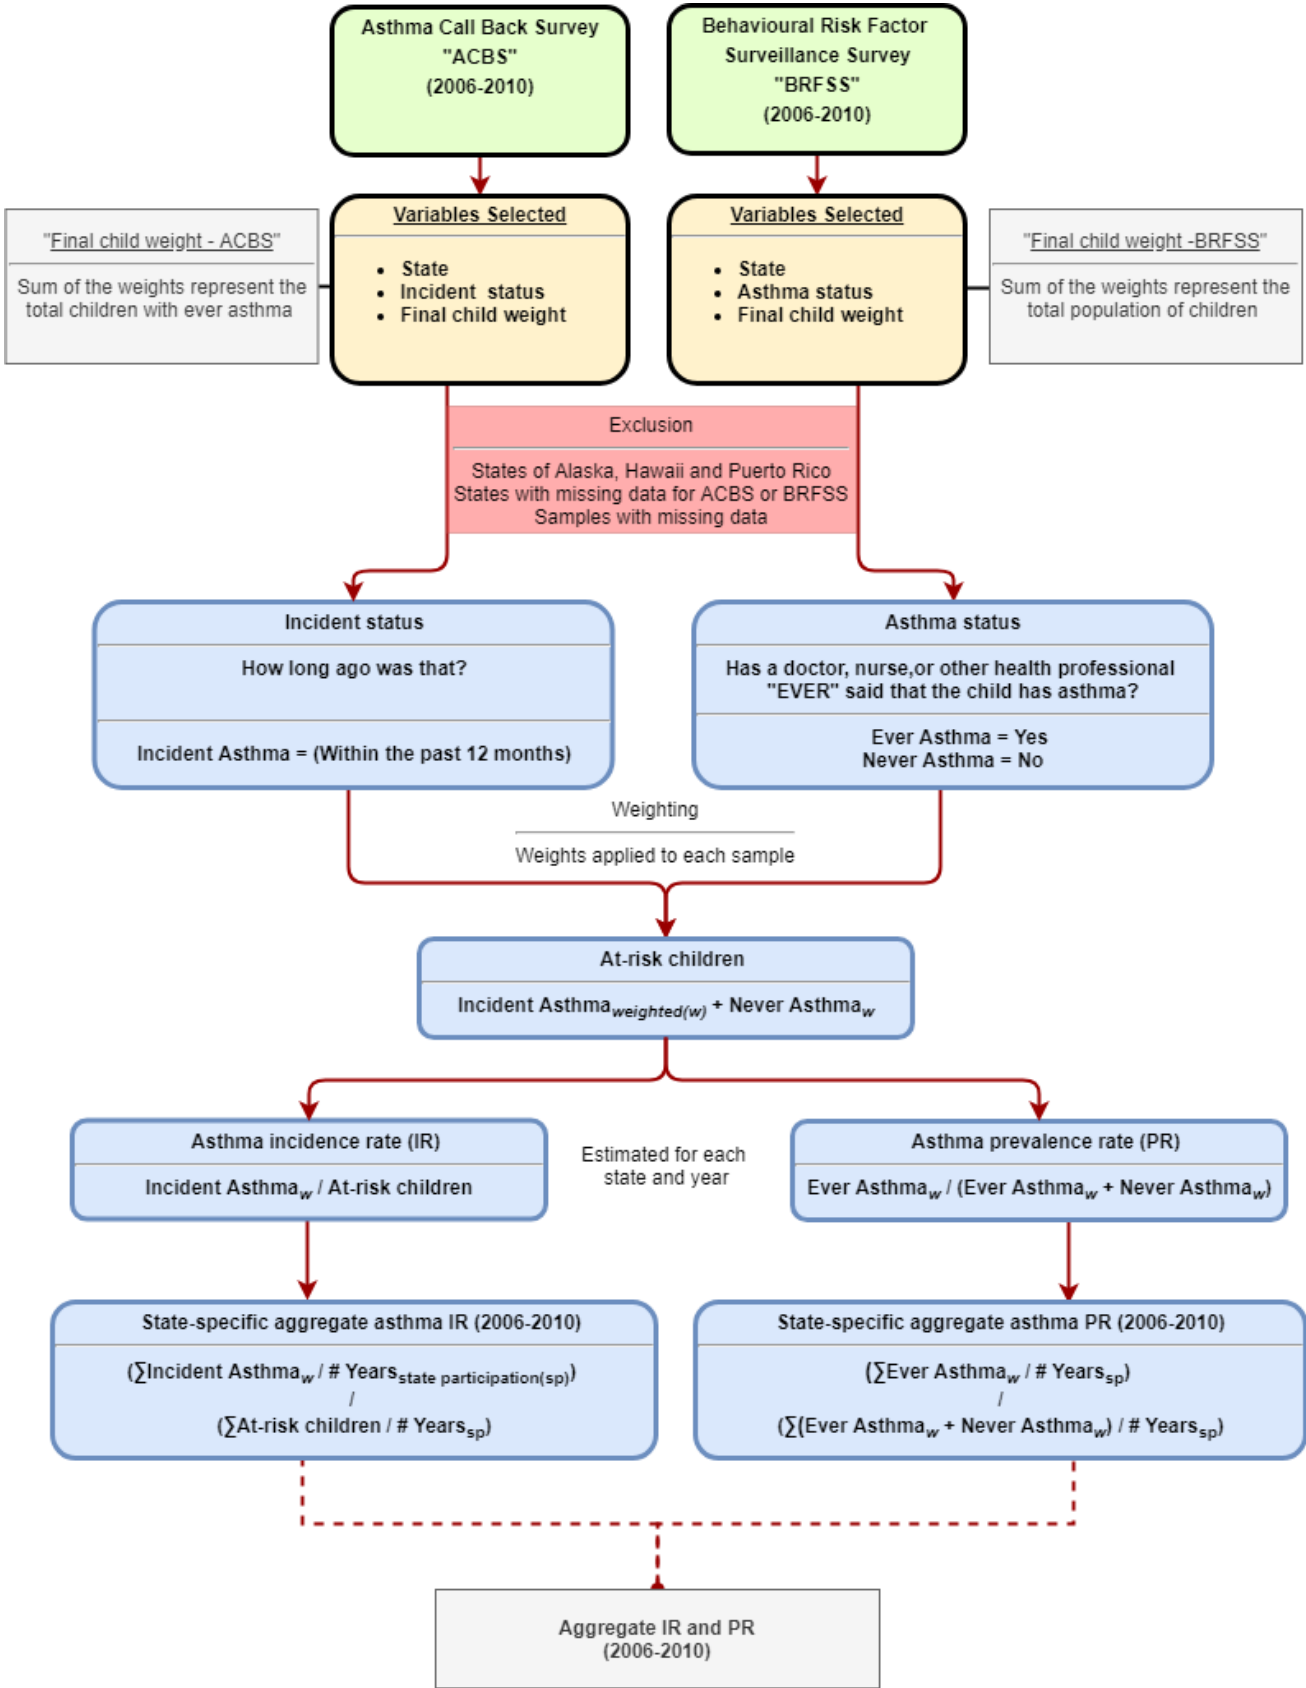 Asthma Call Back Survey
"ACBS"
(2006-2010)
Behavioural Risk Factor
Surveillance Survey
"BRFSS"
(2006-2010)
"Final child weight - ACBS"
Sum of the weights represent the
total children with ever asthma
Variables Selected
• State
• Incident status
• Final child weight
Variables Selected
• State
• Asthma status
• Final child weight
"Final child weight -BRFSS"
Sum of the weights represent the
total population of children
Exclusion
States of Alaska, Hawaii and Puerto Rico
States with missing data for ACBS or BRFSS
Samples with missing data
Incident status
How long ago was that?
Incident Asthma = (Within the past 12 months)
Asthma status
Has a doctor, nurse,or other health professional
"EVER" said that the child has asthma?
Ever Asthma = Yes
Never Asthma = No
Weighting
Weights applied to each sample
At-risk children
Incident Asthmaweighted(w) + Never Asthmaw
Asthma incidence rate (IR)
Incident Asthmaw / At-risk children
Estimated for each
state and year
Asthma prevalence rate (PR)
Ever Asthmaw / (Ever Asthmaw + Never Asthmaw)
State-specific aggregate asthma IR (2006-2010)
(∑Incident Asthmaw / # Yearsstate participation(sp))
/
(∑At-risk children / # Yearssp)
State-specific aggregate asthma PR (2006-2010)
(∑Ever Asthmaw / # Yearssp)
/
(∑(Ever Asthmaw + Never Asthmaw) / # Yearssp)
Aggregate IR and PR
(2006-2010)